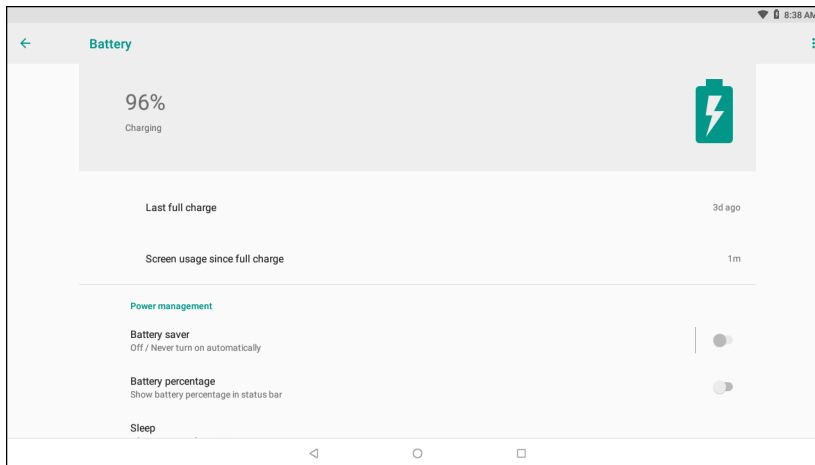 8:38 AM
Battery
96%
Charging
Last full charge
3d ago
Screen usage since full charge
1m
Power management
Battery saver
Off / Never turn on automatically
Battery percentage
Show battery percentage in status bar
Sleep